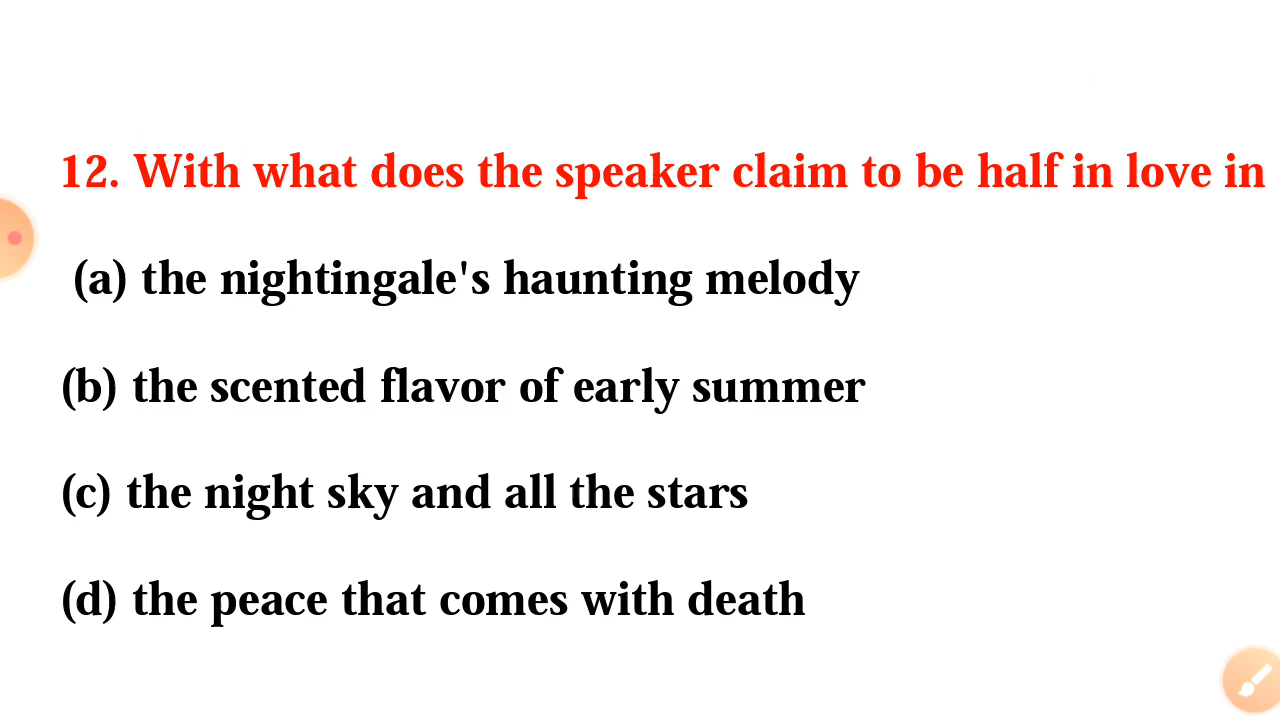 12. With what does the speaker claim to be half in love in
(a) the nightingale's haunting melody
(b) the scented flavor of early summer
(c) the night sky and all the stars
(d) the peace that comes with death